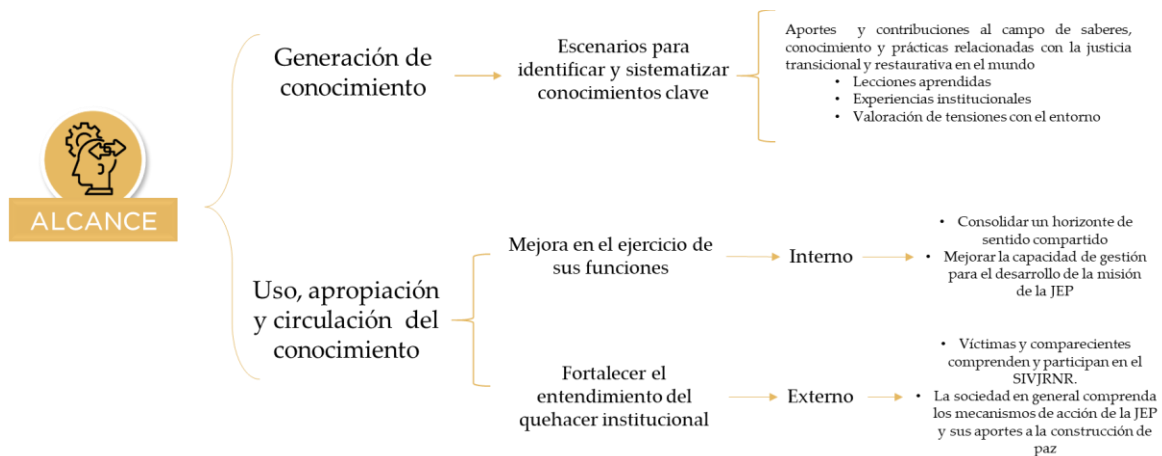 ALCANCE
Generación de
conocimiento
Escenarios para
identificar y sistematizar
conocimientos clave
Aportes y contribuciones al campo de saberes,
conocimiento y prácticas relacionadas con la justicia
transicional y restaurativa en el mundo
• Lecciones aprendidas
• Experiencias institucionales
• Valoración de tensiones con el entorno
Uso, apropiación
y circulación del
conocimiento
Mejora en el ejercicio de
sus funciones
Interno
• Consolidar un horizonte de
sentido compartido
• Mejorar la capacidad de gestión
para el desarrollo de la misión
de la JEP
Fortalecer el
entendimiento del
quehacer institucional
Externo
• Víctimas y comparecientes
comprenden y participan en el
SIVJRNR.
• La sociedad en general comprenda
los mecanismos de acción de la JEP
y sus aportes a la construcción de
paz